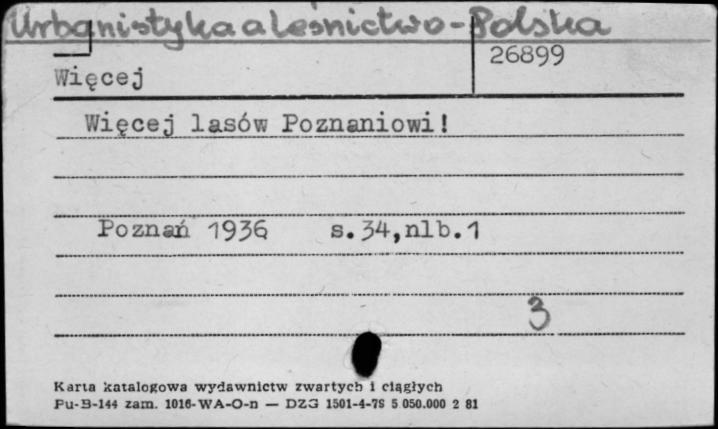 Urbanistyka a leśnictwo - Polska
26899
Więcej
Więcej lasów Poznaniowi!
Poznań 1936 s.34,nlb.1
3
Karta katalogowa wydawnictw zwartych i ciągłych
Pu-B-144 zam. 1016-WA-O-n — DZG 1501-4-78 5 050.000 2 81